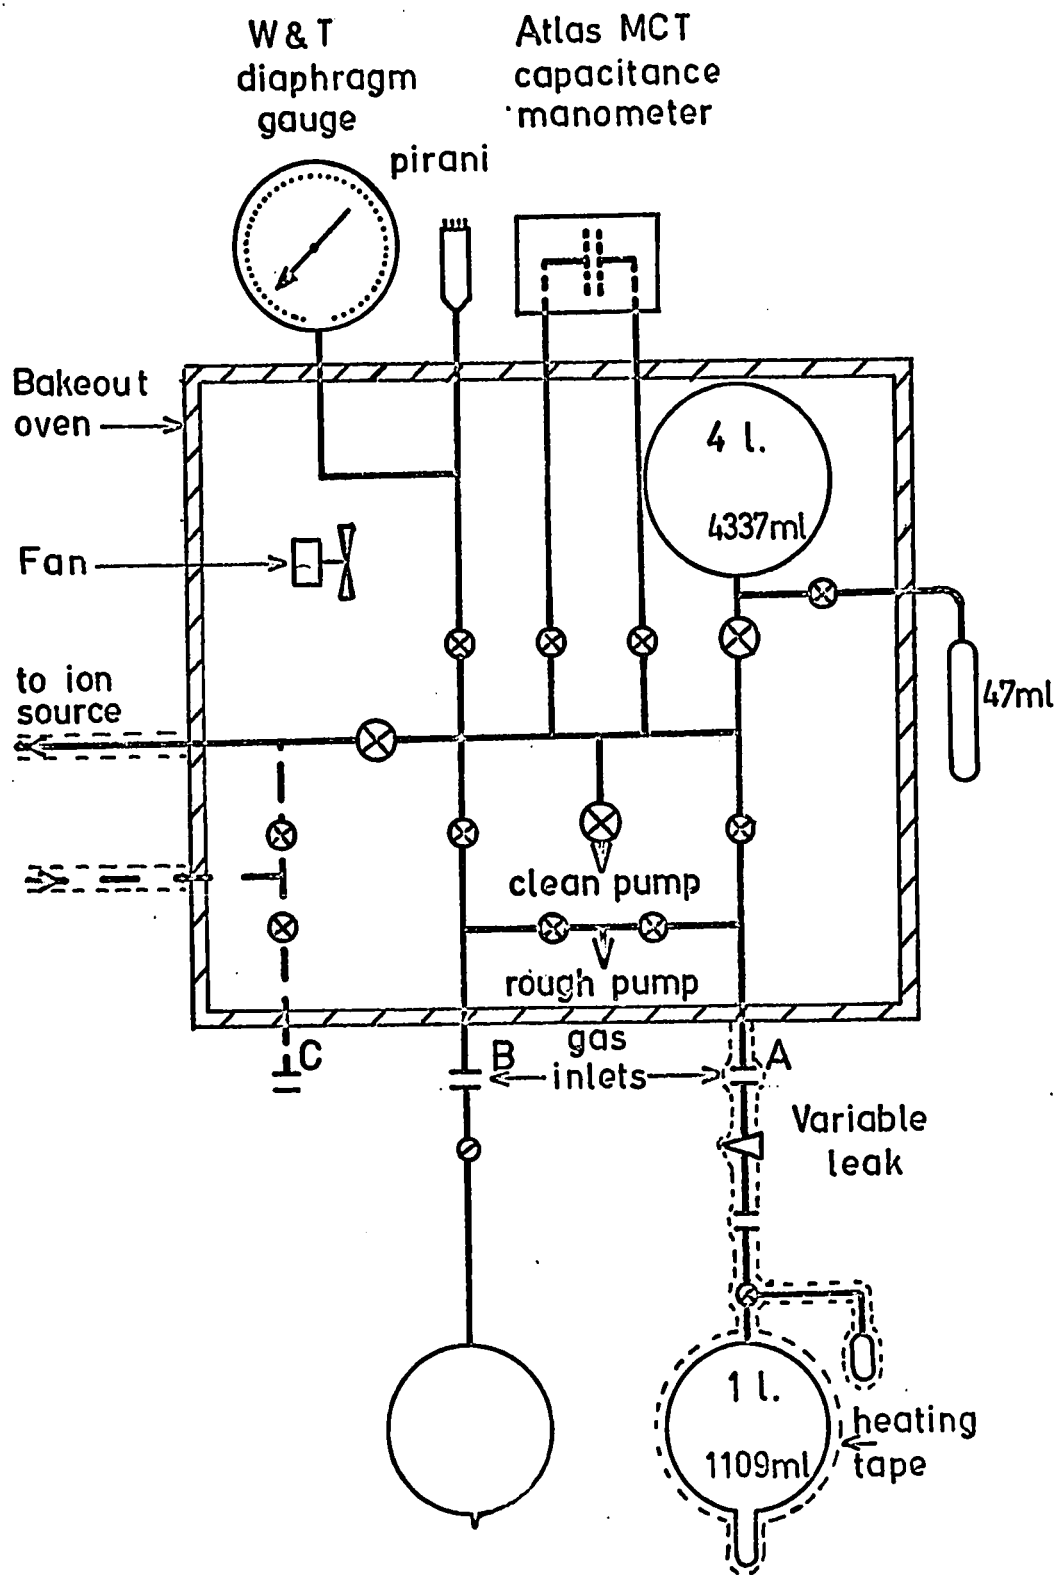 W & T
diaphragm
gauge
Atlas MCT
capacitance
manometer
pirani
Bakeout
oven
4 l.
4337ml
Fan
to ion
source
47ml
clean pump
rough pump
C
B
gas
inlets
A
Variable
leak
1 l.
1109ml
heating
tape